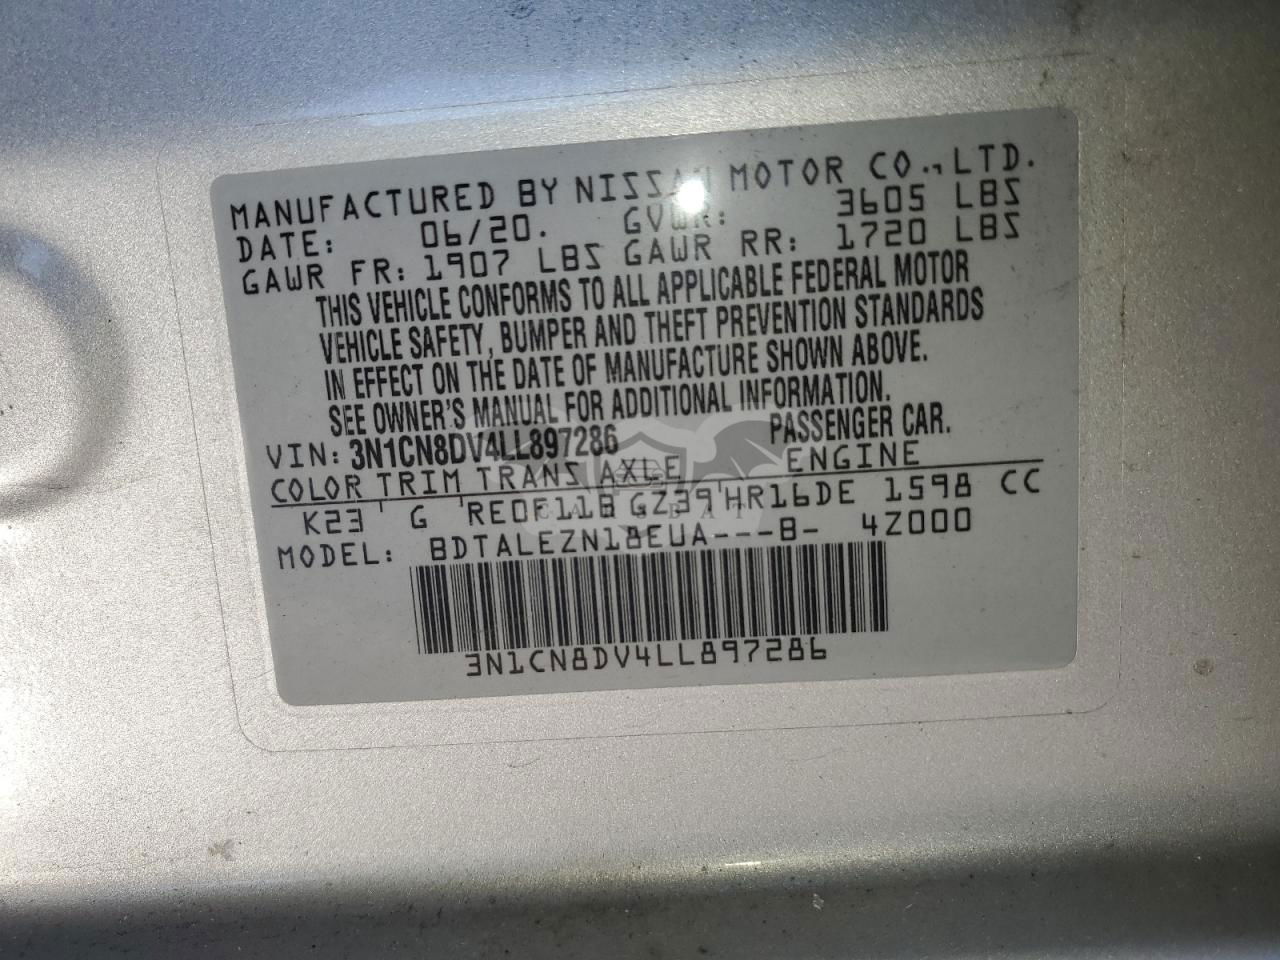 MANUFACTURED BY NISSAN MOTOR CO., LTD.
DATE: 06/20. GVWR: 3605 LBS
GAWR FR: 1907 LBS GAWR RR: 1720 LBS
THIS VEHICLE CONFORMS TO ALL APPLICABLE FEDERAL MOTOR
VEHICLE SAFETY, BUMPER AND THEFT PREVENTION STANDARDS
IN EFFECT ON THE DATE OF MANUFACTURE SHOWN ABOVE.
SEE OWNER'S MANUAL FOR ADDITIONAL INFORMATION.
VIN: 3N1CN8DV4LL897286 PASSENGER CAR.
COLOR TRIM TRANS AXLE ENGINE
K23 G RE0F11B GZ39 HR16DE 1598 CC
CARSBAT
MODEL: BDTALEZN18EUA---B- 4Z000
3N1CN8DV4LL897286